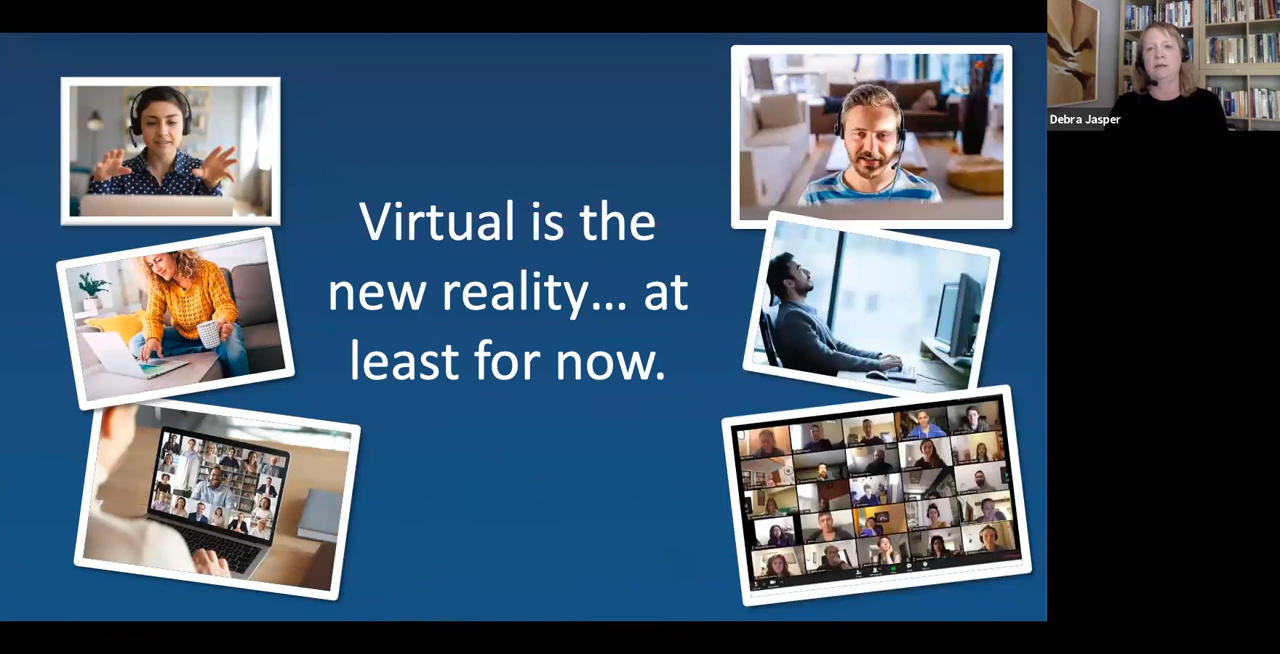 Virtual is the
new reality... at
least for now.
Debra Jasper